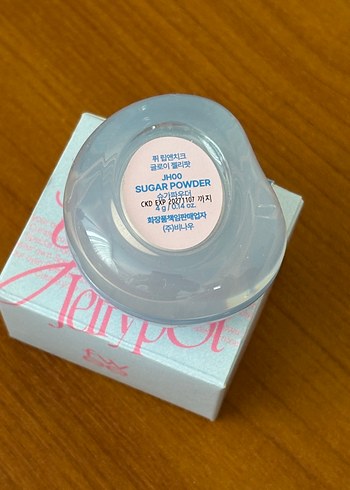 퓌 립앤치크
글로이 젤리팟
JH00
SUGAR POWDER
슈가파우더
CKD EXP 20271107 까지
4 g / 0.14 oz.
화장품책임판매업자
(주)비나우
Jellypot